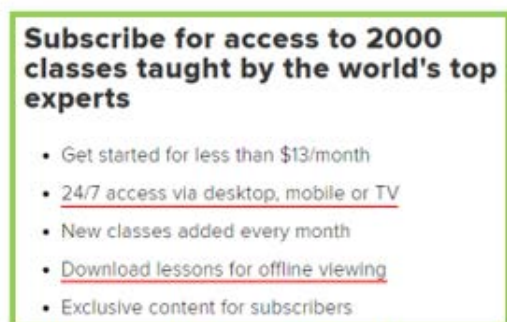 Subscribe for access to 2000
classes taught by the world's top
experts
• Get started for less than $13/month
• 24/7 access via desktop, mobile or TV
• New classes added every month
• Download lessons for offline viewing
• Exclusive content for subscribers